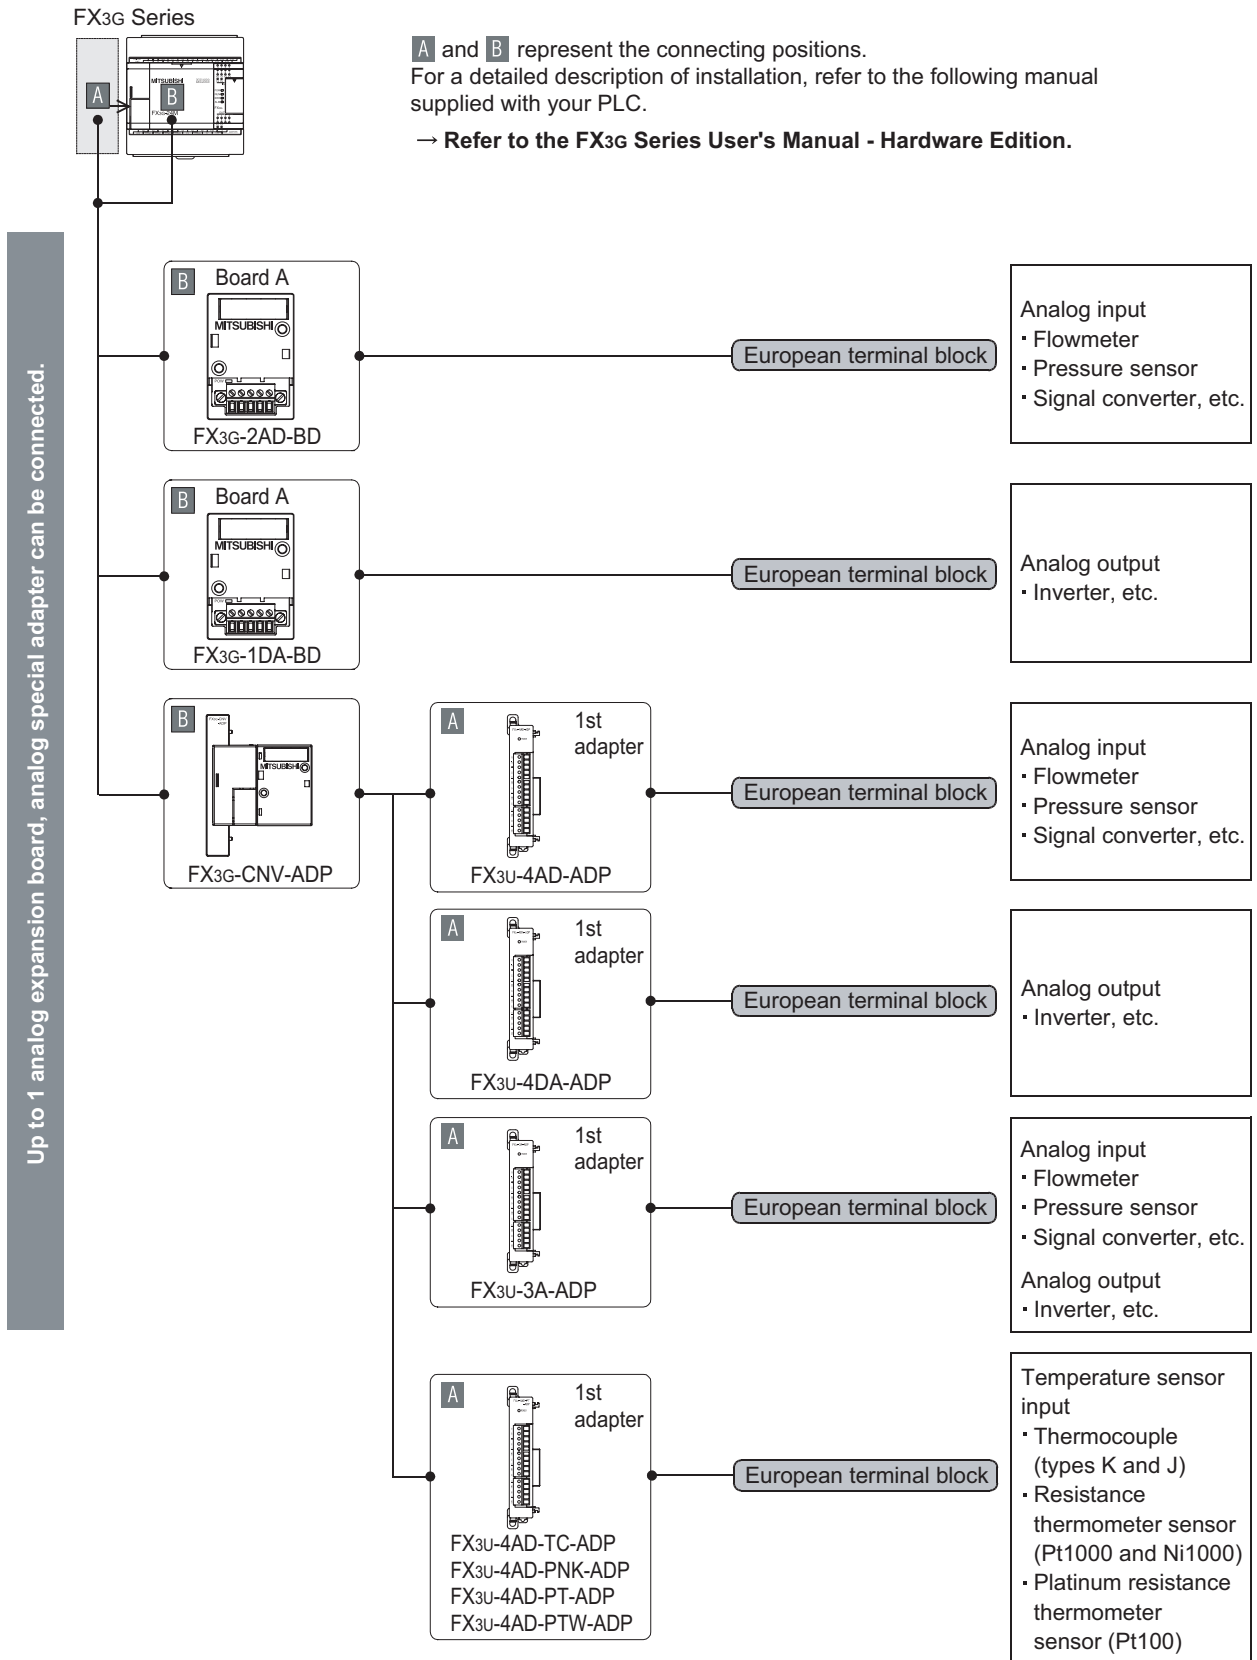 FX3G Series
A and B represent the connecting positions.
For a detailed description of installation, refer to the following manual
supplied with your PLC.
→ Refer to the FX3G Series User's Manual - Hardware Edition.
A
B
MITSUBISHI
Up to 1 analog expansion board, analog special adapter can be connected.
B
Board A
MITSUBISHI
FX3G-2AD-BD
European terminal block
Analog input
· Flowmeter
· Pressure sensor
· Signal converter, etc.
B
Board A
MITSUBISHI
FX3G-1DA-BD
European terminal block
Analog output
· Inverter, etc.
B
MITSUBISHI
FX3G-CNV-ADP
A
1st
adapter
FX3U-4AD-ADP
European terminal block
Analog input
· Flowmeter
· Pressure sensor
· Signal converter, etc.
A
1st
adapter
FX3U-4DA-ADP
European terminal block
Analog output
· Inverter, etc.
A
1st
adapter
FX3U-3A-ADP
European terminal block
Analog input
· Flowmeter
· Pressure sensor
· Signal converter, etc.
Analog output
· Inverter, etc.
A
1st
adapter
FX3U-4AD-TC-ADP
FX3U-4AD-PNK-ADP
FX3U-4AD-PT-ADP
FX3U-4AD-PTW-ADP
European terminal block
Temperature sensor
input
· Thermocouple
(types K and J)
· Resistance
thermometer sensor
(Pt1000 and Ni1000)
· Platinum resistance
thermometer
sensor (Pt100)